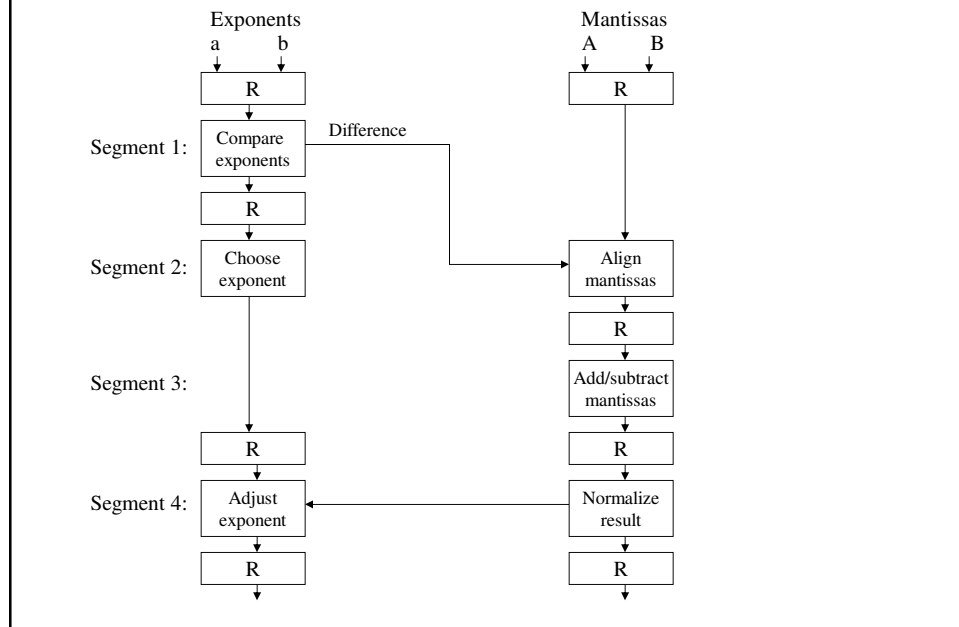 Exponents
a b
Mantissas
A B
R
R
Segment 1:
Compare
exponents
Difference
R
Segment 2:
Choose
exponent
Align
mantissas
R
Segment 3:
Add/subtract
mantissas
R
R
Segment 4:
Adjust
exponent
Normalize
result
R
R